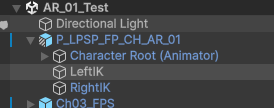 AR_01_Test
Directional Light
P_LPSP_FP_CH_AR_01
Character Root (Animator)
LeftIK
RightIK
Ch03_FPS